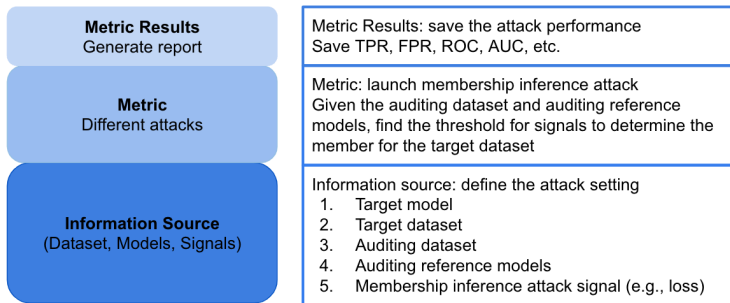 Metric Results
Generate report
Metric Results: save the attack performance
Save TPR, FPR, ROC, AUC, etc.
Metric
Different attacks
Metric: launch membership inference attack
Given the auditing dataset and auditing reference
models, find the threshold for signals to determine the
member for the target dataset
Information Source
(Dataset, Models, Signals)
Information source: define the attack setting
1. Target model
2. Target dataset
3. Auditing dataset
4. Auditing reference models
5. Membership inference attack signal (e.g., loss)